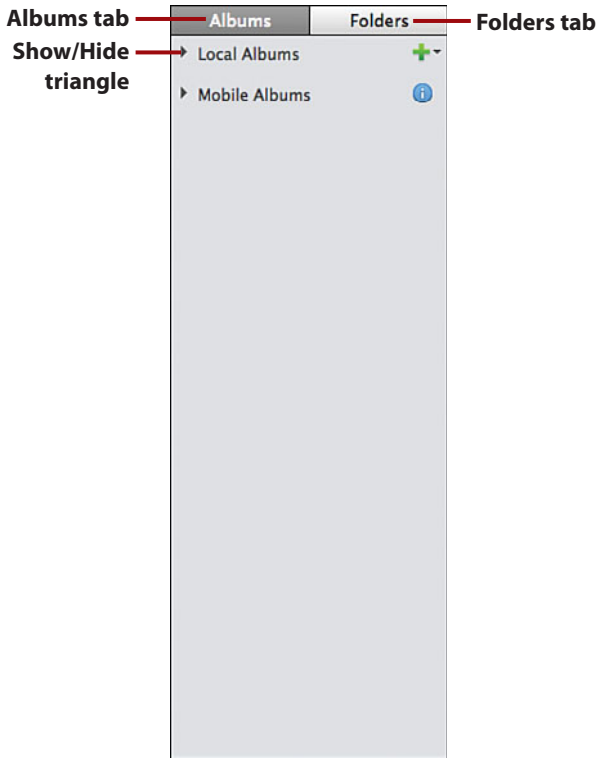 Albums tab
Albums
Folders
Folders tab
Show/Hide
triangle
Local Albums
Mobile Albums